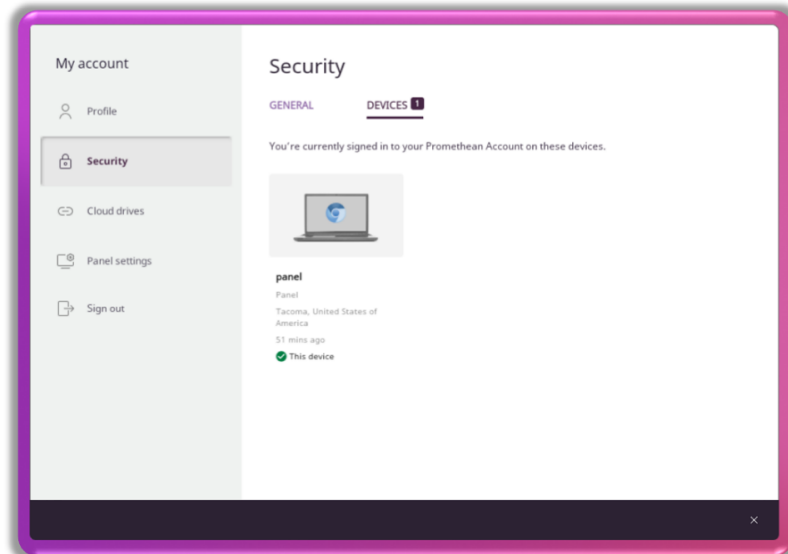 My account
Profile
Security
Cloud drives
Panel settings
Sign out
Security
GENERAL
DEVICES 1
You're currently signed in to your Promethean Account on these devices.
panel
Panel
Tacoma, United States of
America
51 mins ago
This device